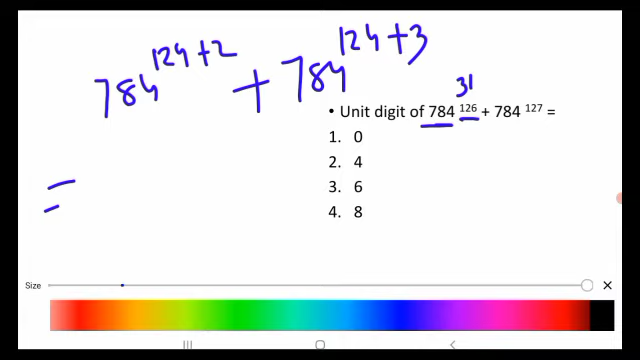 784^124+2 + 784^124+3
31
• Unit digit of 784 ^126 + 784 ^127 =
1. 0
2. 4
3. 6
4. 8
=
Size